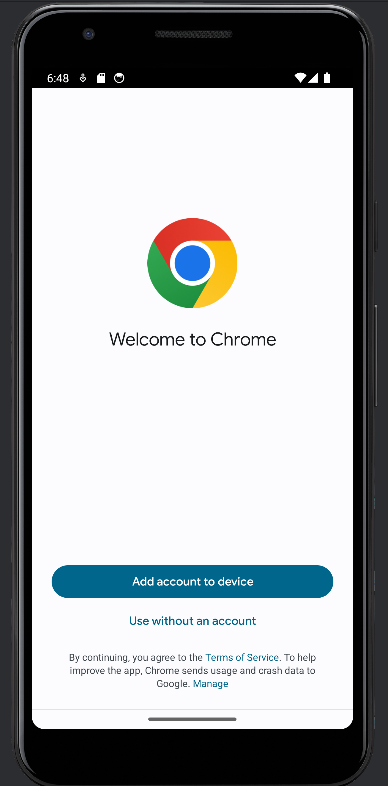 6:48
Welcome to Chrome
Add account to device
Use without an account
By continuing, you agree to the Terms of Service. To help
improve the app, Chrome sends usage and crash data to
Google. Manage